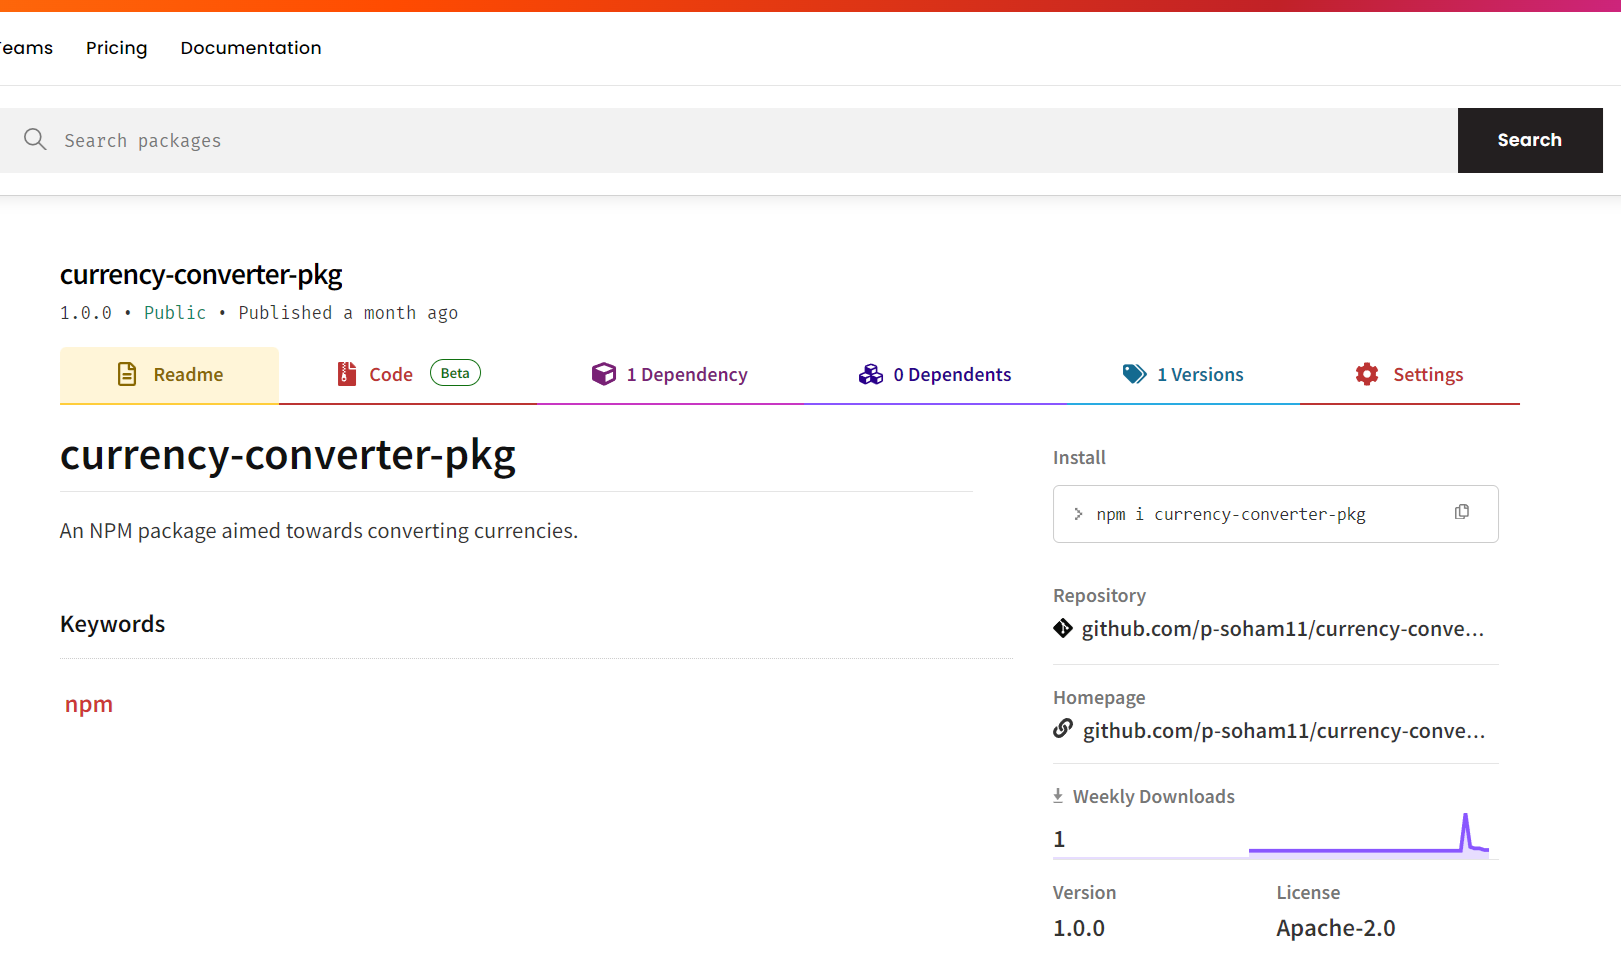 Teams Pricing Documentation
Search packages
Search
currency-converter-pkg
1.0.0 • Public • Published a month ago
Readme
Code Beta
1 Dependency
0 Dependents
1 Versions
Settings
currency-converter-pkg
An NPM package aimed towards converting currencies.
Keywords
npm
Install
> npm i currency-converter-pkg
Repository
github.com/p-soham11/currency-conve...
Homepage
github.com/p-soham11/currency-conve...
Weekly Downloads
1
Version
1.0.0
License
Apache-2.0